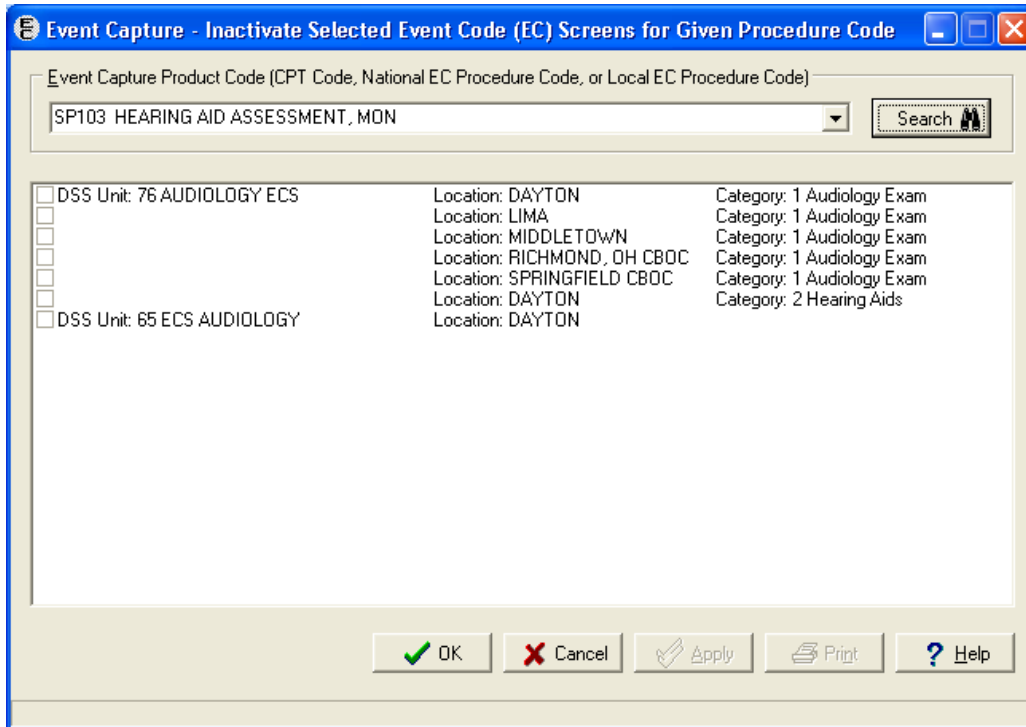 Event Capture - Inactivate Selected Event Code (EC) Screens for Given Procedure Code
Event Capture Product Code (CPT Code, National EC Procedure Code, or Local EC Procedure Code)
SP103 HEARING AID ASSESSMENT, MON
Search
DSS Unit: 76 AUDIOLOGY ECS Location: DAYTON Category: 1 Audiology Exam
Location: LIMA Category: 1 Audiology Exam
Location: MIDDLETOWN Category: 1 Audiology Exam
Location: RICHMOND, OH CBOC Category: 1 Audiology Exam
Location: SPRINGFIELD CBOC Category: 1 Audiology Exam
Location: DAYTON Category: 2 Hearing Aids
DSS Unit: 65 ECS AUDIOLOGY Location: DAYTON
OK Cancel Apply Print Help